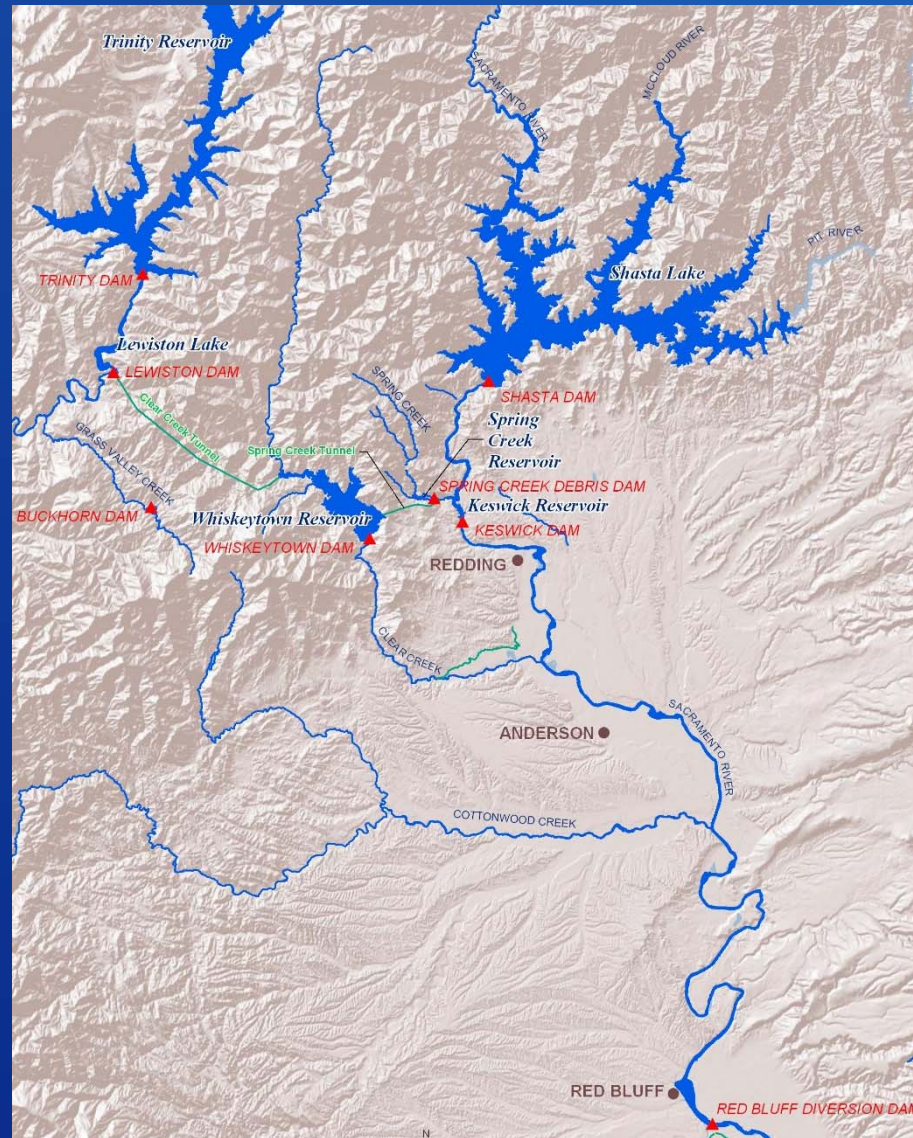 Trinity Reservoir
SACRAMENTO RIVER
MCCLOUD RIVER
PIT RIVER
Shasta Lake
TRINITY DAM
Lewiston Lake
LEWISTON DAM
SHASTA DAM
Clear Creek Tunnel
SPRING CREEK
Spring
Creek
Reservoir
GRASS VALLEY CREEK
Spring Creek Tunnel
SPRING CREEK DEBRIS DAM
BUCKHORN DAM
Whiskeytown Reservoir
Keswick Reservoir
KESWICK DAM
WHISKEYTOWN DAM
REDDING
CLEAR CREEK
SACRAMENTO RIVER
ANDERSON
COTTONWOOD CREEK
RED BLUFF
RED BLUFF DIVERSION DAM
N